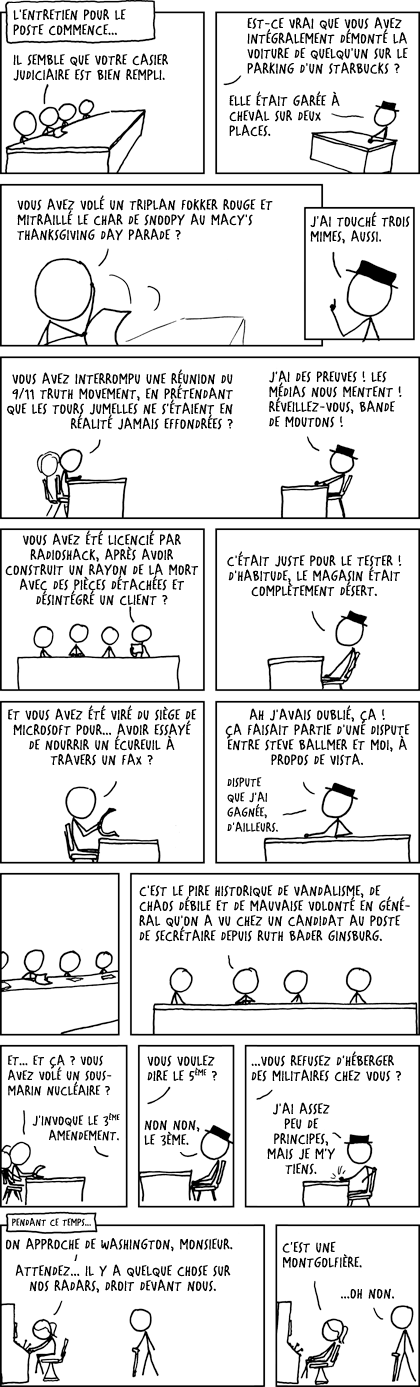 L'ENTRETIEN POUR LE
POSTE COMMENCE...
IL SEMBLE QUE VOTRE CASIER
JUDICIAIRE EST BIEN REMPLI.
EST-CE VRAI QUE VOUS AVEZ
INTÉGRALEMENT DÉMONTÉ LA
VOITURE DE QUELQU'UN SUR LE
PARKING D'UN STARBUCKS ?
ELLE ÉTAIT GARÉE À
CHEVAL SUR DEUX
PLACES.
VOUS AVEZ VOLÉ UN TRIPLAN FOKKER ROUGE ET
MITRAILLÉ LE CHAR DE SNOOPY AU MACY'S
THANKSGIVING DAY PARADE ?
J'AI TOUCHÉ TROIS
MIMES, AUSSI.
VOUS AVEZ INTERROMPU UNE RÉUNION DU
9/11 TRUTH MOVEMENT, EN PRÉTENDANT
QUE LES TOURS JUMELLES NE S'ÉTAIENT EN
RÉALITÉ JAMAIS EFFONDRÉES ?
J'AI DES PREUVES ! LES
MÉDIAS NOUS MENTENT !
RÉVEILLEZ-VOUS, BANDE
DE MOUTONS !
VOUS AVEZ ÉTÉ LICENCIÉ PAR
RADIOSHACK, APRÈS AVOIR
CONSTRUIT UN RAYON DE LA MORT
AVEC DES PIÈCES DÉTACHÉES ET
DÉSINTÉGRÉ UN CLIENT ?
C'ÉTAIT JUSTE POUR LE TESTER !
D'HABITUDE, LE MAGASIN ÉTAIT
COMPLÈTEMENT DÉSERT.
ET VOUS AVEZ ÉTÉ VIRÉ DU SIÈGE DE
MICROSOFT POUR... AVOIR ESSAYÉ
DE NOURRIR UN ÉCUREUIL À
TRAVERS UN FAX ?
AH J'AVAIS OUBLIÉ, ÇA !
ÇA FAISAIT PARTIE D'UNE DISPUTE
ENTRE STEVE BALLMER ET MOI, À
PROPOS DE VISTA.
DISPUTE
QUE J'AI
GAGNÉE,
D'AILLEURS.
C'EST LE PIRE HISTORIQUE DE VANDALISME, DE
CHAOS DÉBILE ET DE MAUVAISE VOLONTÉ EN GÉNÉ-
RAL QU'ON A VU CHEZ UN CANDIDAT AU POSTE
DE SECRÉTAIRE DEPUIS RUTH BADER GINSBURG.
ET... ET ÇA ? VOUS
AVEZ VOLÉ UN SOUS-
MARIN NUCLÉAIRE ?
J'INVOQUE LE 3ÈME
AMENDEMENT.
VOUS VOULEZ
DIRE LE 5ÈME ?
NON NON,
LE 3ÈME.
...VOUS REFUSEZ D'HÉBERGER
DES MILITAIRES CHEZ VOUS ?
J'AI ASSEZ
PEU DE
PRINCIPES,
MAIS JE M'Y
TIENS.
PENDANT CE TEMPS...
ON APPROCHE DE WASHINGTON, MONSIEUR.
ATTENDEZ... IL Y A QUELQUE CHOSE SUR
NOS RADARS, DROIT DEVANT NOUS.
C'EST UNE
MONTGOLFIÈRE.
...OH NON.